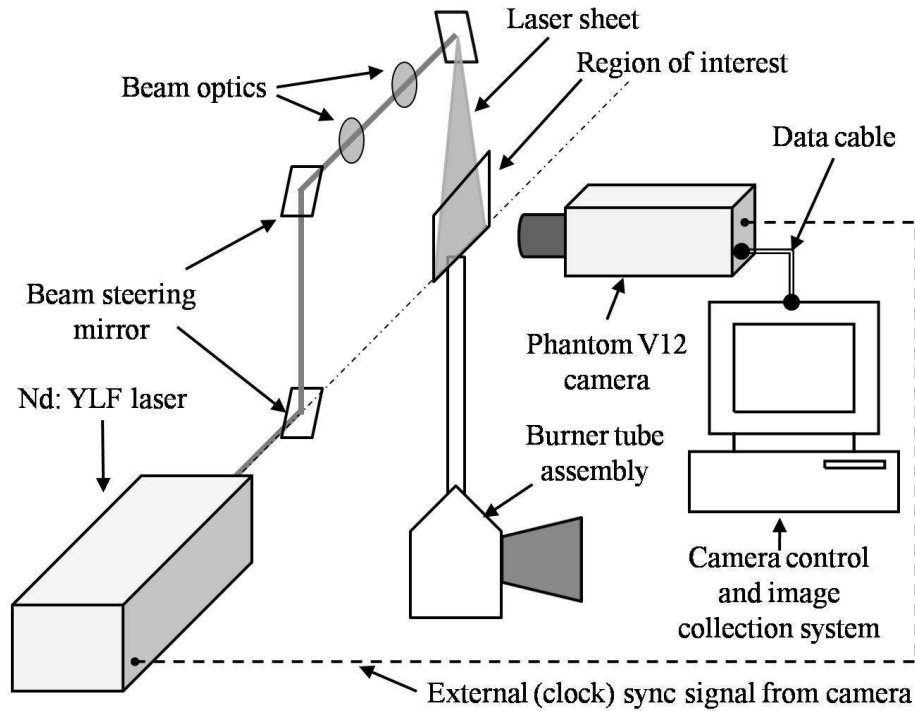 Laser sheet
Region of interest
Beam optics
Data cable
Beam steering
mirror
Phantom V12
camera
Nd: YLF laser
Burner tube
assembly
Camera control
and image
collection system
External (clock) sync signal from camera